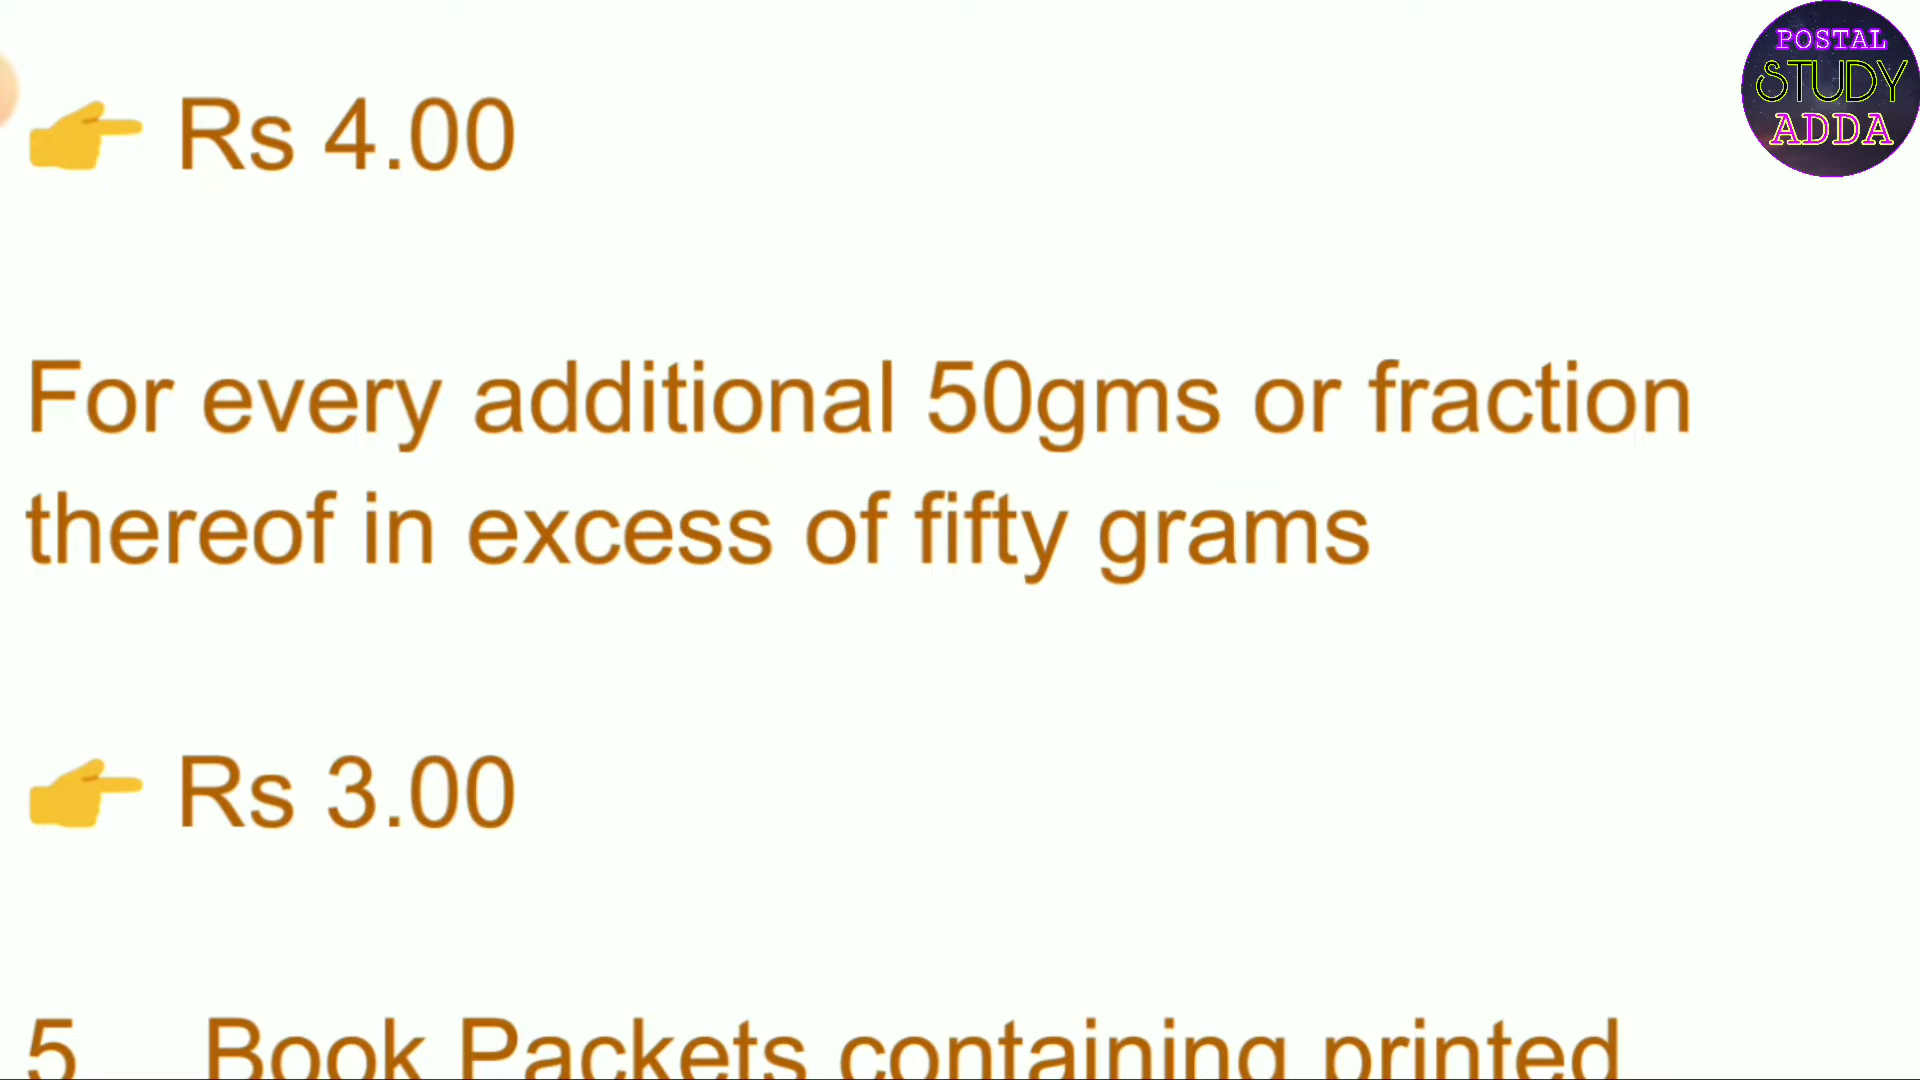 POSTAL
STUDY
ADDA
👉 Rs 4.00
For every additional 50gms or fraction
thereof in excess of fifty grams
👉 Rs 3.00
5 Book Packets containing printed